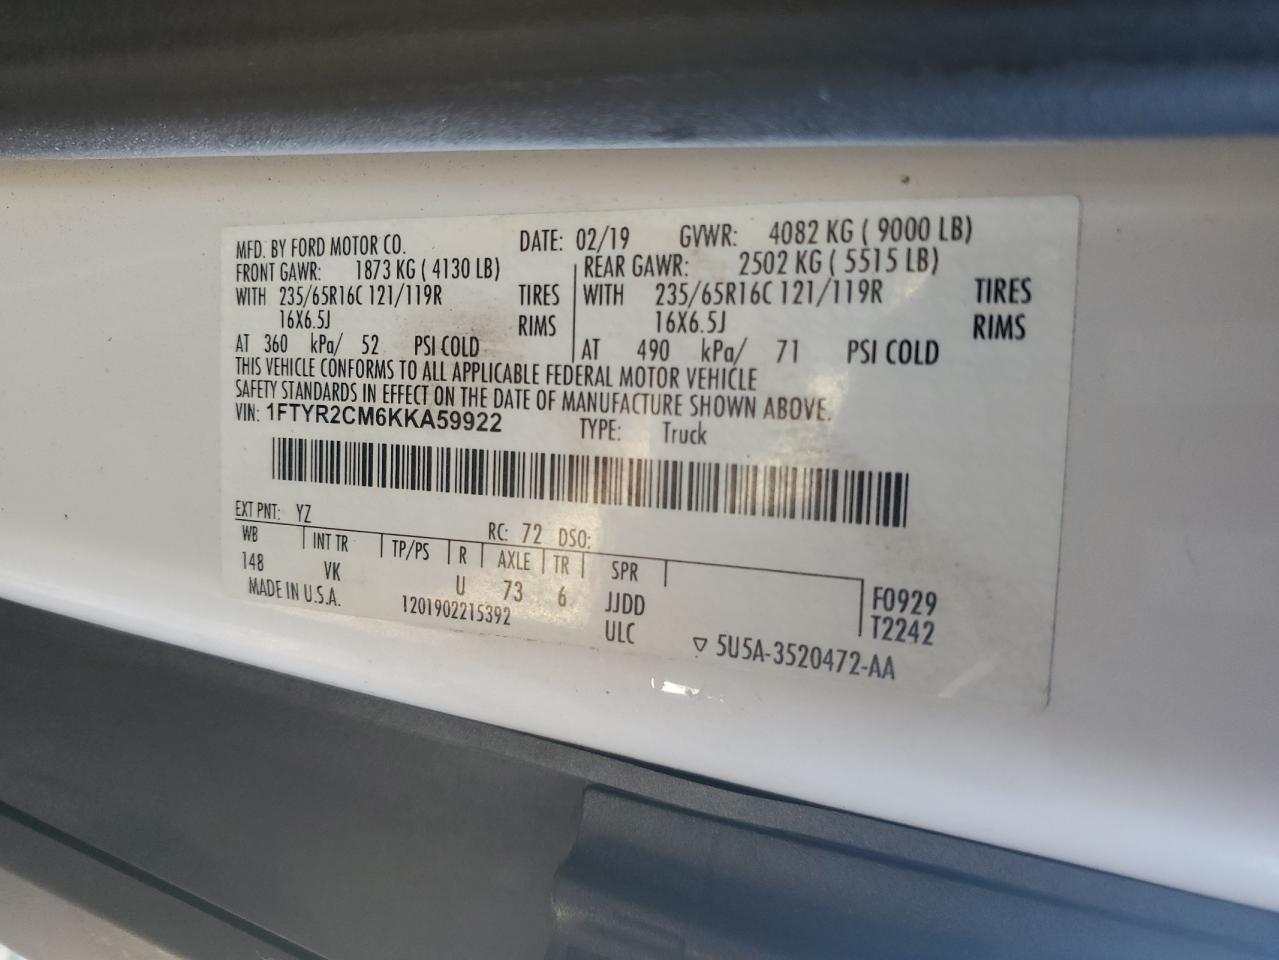 MFD. BY FORD MOTOR CO. DATE: 02/19 GVWR: 4082 KG ( 9000 LB)
FRONT GAWR: 1873 KG ( 4130 LB) REAR GAWR: 2502 KG ( 5515 LB)
WITH 235/65R16C 121/119R TIRES WITH 235/65R16C 121/119R TIRES
16X6.5J RIMS 16X6.5J RIMS
AT 360 kPa/ 52 PSI COLD AT 490 kPa/ 71 PSI COLD
THIS VEHICLE CONFORMS TO ALL APPLICABLE FEDERAL MOTOR VEHICLE
SAFETY STANDARDS IN EFFECT ON THE DATE OF MANUFACTURE SHOWN ABOVE.
VIN: 1FTYR2CM6KKA59922 TYPE: Truck
EXT PNT: YZ RC: 72 DSO:
WB INT TR TP/PS R AXLE TR SPR
148 VK U 73 6 JJDD F0929
MADE IN U.S.A. 1201902215392 ULC T2242
▽ 5U5A-3520472-AA